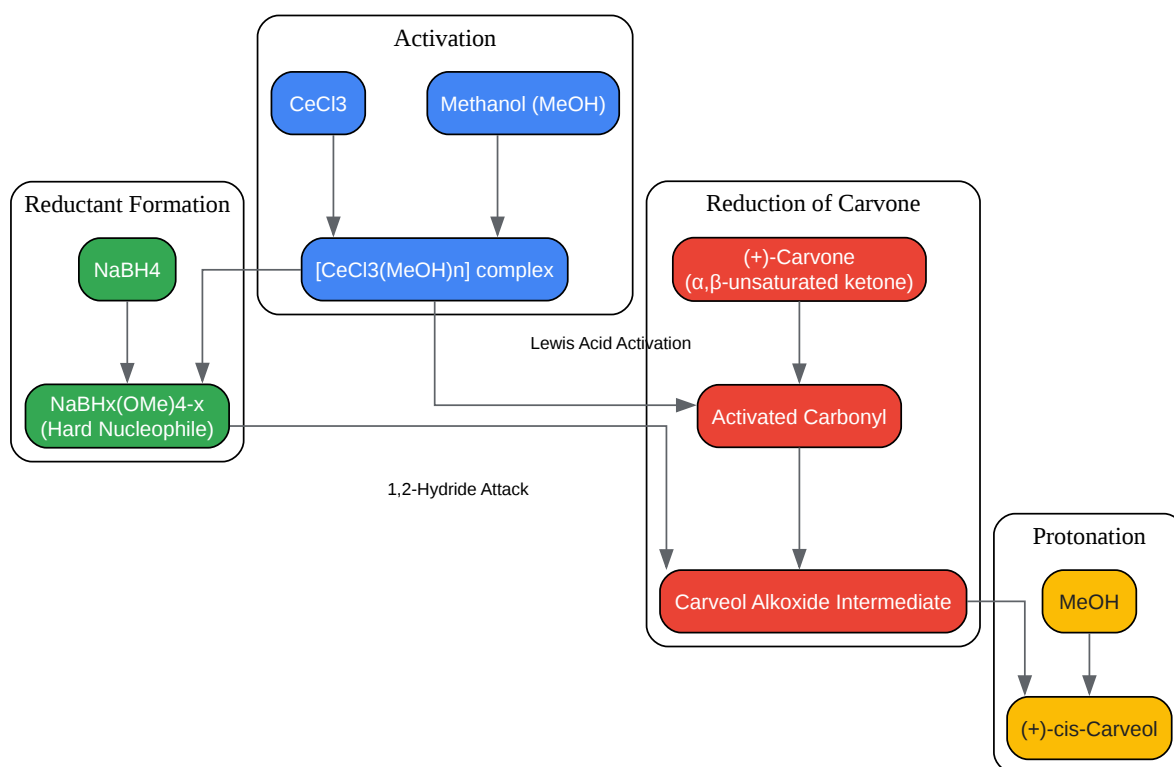 Activation
CeCl3
Methanol (MeOH)
[CeCl3(MeOH)n] complex
Reductant Formation
NaBH4
NaBHx(OMe)4-x
(Hard Nucleophile)
Reduction of Carvone
(+)-Carvone
(α,β-unsaturated ketone)
Lewis Acid Activation
Activated Carbonyl
1,2-Hydride Attack
Carveol Alkoxide Intermediate
Protonation
MeOH
(+)-cis-Carveol